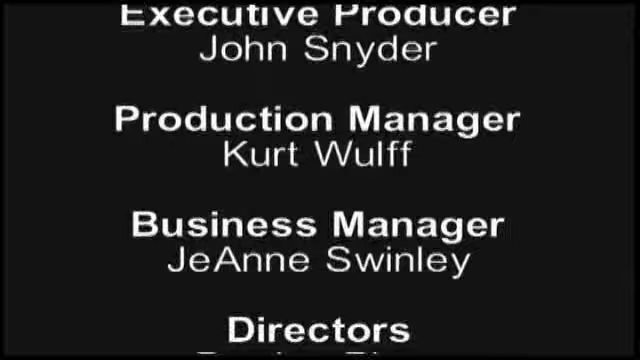 Executive Producer
John Snyder
Production Manager
Kurt Wulff
Business Manager
JeAnne Swinley
Directors